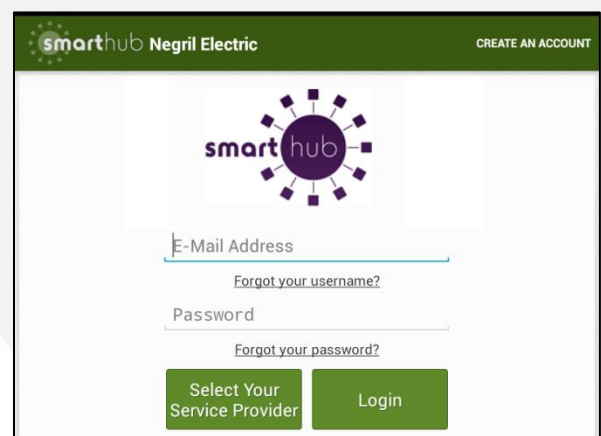 smarthub Negril Electric
CREATE AN ACCOUNT
smart hub
E-Mail Address
Forgot your username?
Password
Forgot your password?
Select Your
Service Provider
Login